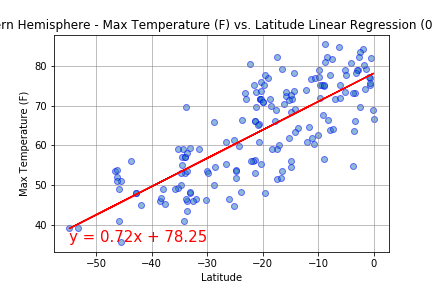 ern Hemisphere - Max Temperature (F) vs. Latitude Linear Regression (0
Max Temperature (F)
80
70
60
50
40
y = 0.72x + 78.25
−50
−40
−30
−20
−10
0
Latitude